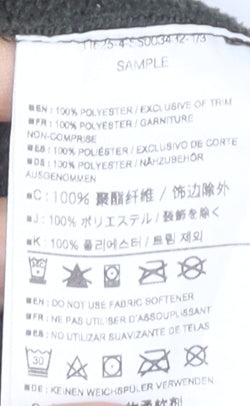 SAMPLE
■EN: 100% POLYESTER / EXCLUSIVE OF TRIM
■FR: 100% POLYESTER / GARNITURE
NON-COMPRISE
■ES: 100% POLIÉSTER / EXCLUSIVO DE CORTE
■DE: 100% POLYESTER / NÄHZUBEHÖR
AUSGENOMMEN
■C: 100% 聚酯纤维 / 饰边除外
■J: 100% ポリエステル / 装飾を除く
■K: 100% 폴리에스터 / 트림 제외
■EN: DO NOT USE FABRIC SOFTENER
■FR: NE PAS UTILISER D'ASSOUPLISSANT
■ES: NO UTILIZAR SUAVIZANTE DE TELAS
30
■DE: KEINEN WEICHSPÜLER VERWENDEN